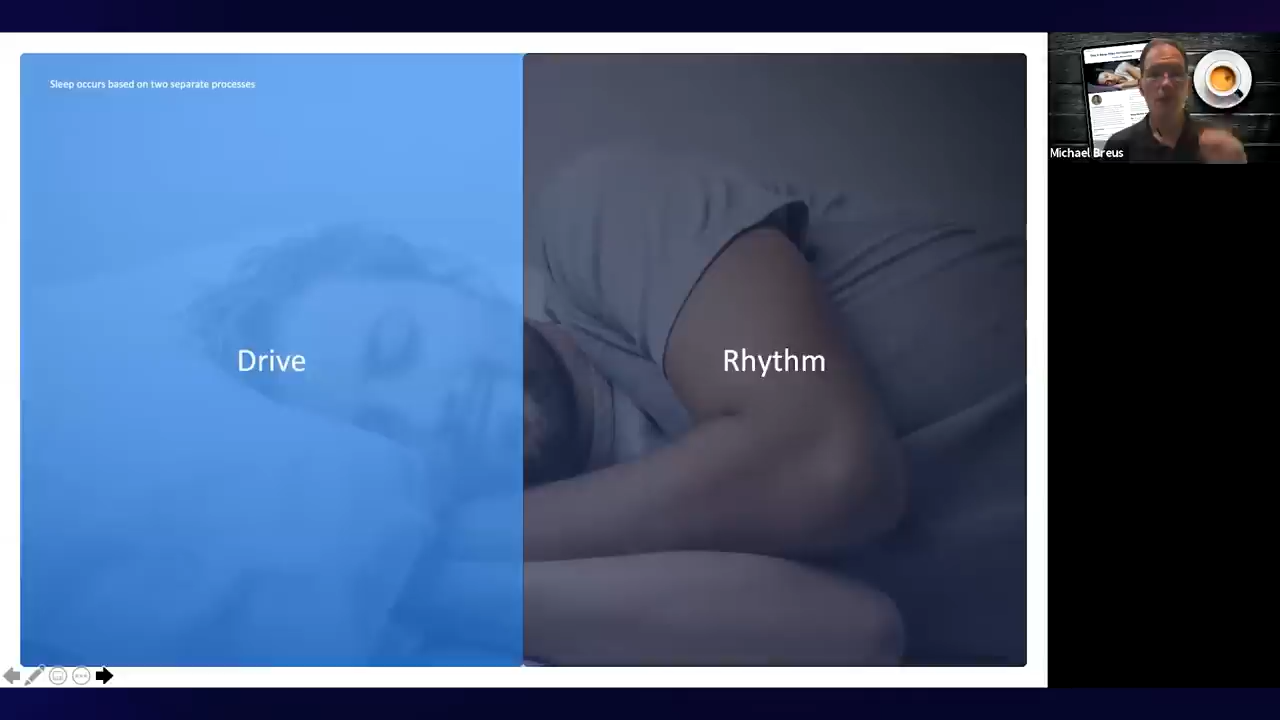 Sleep occurs based on two separate processes
Drive
Rhythm
Michael Breus